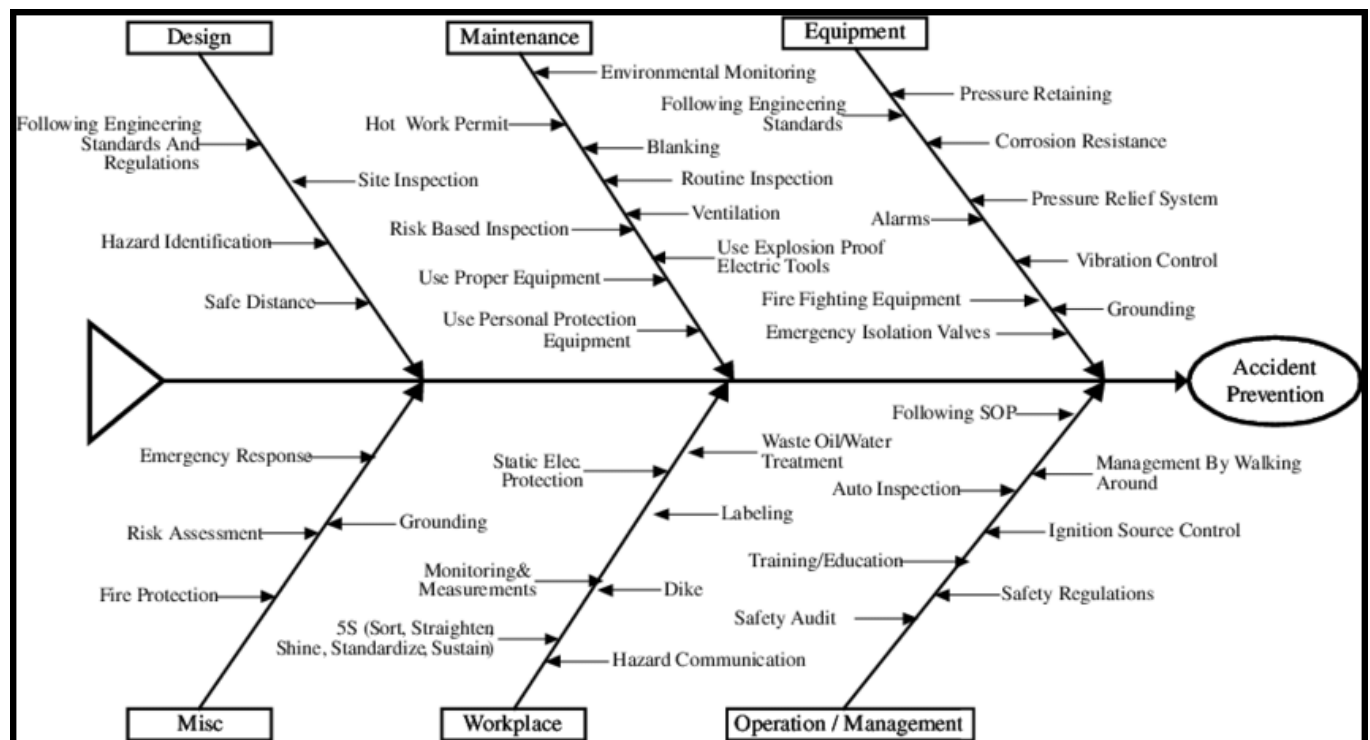 Design
Maintenance
Equipment
Following Engineering
Standards And
Regulations
Site Inspection
Hazard Identification
Safe Distance
Environmental Monitoring
Hot Work Permit
Blanking
Routine Inspection
Ventilation
Risk Based Inspection
Use Explosion Proof
Electric Tools
Use Proper Equipment
Use Personal Protection
Equipment
Pressure Retaining
Following Engineering
Standards
Corrosion Resistance
Pressure Relief System
Alarms
Vibration Control
Fire Fighting Equipment
Grounding
Emergency Isolation Valves
Accident
Prevention
Emergency Response
Grounding
Risk Assessment
Fire Protection
Waste Oil/Water
Treatment
Static Elec.
Protection
Labeling
Monitoring&
Measurements
Dike
5S (Sort, Straighten,
Shine, Standardize, Sustain)
Hazard Communication
Following SOP
Management By Walking
Around
Auto Inspection
Ignition Source Control
Training/Education
Safety Regulations
Safety Audit
Misc
Workplace
Operation / Management